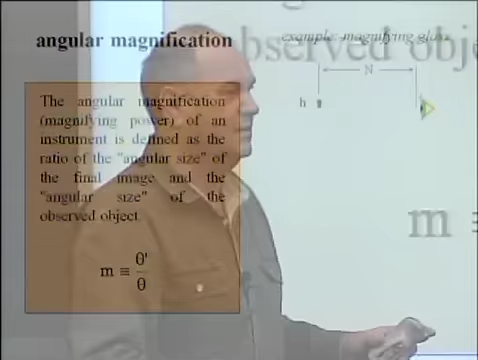 angular magnification
The angular magnification
(magnifying power) of an
instrument is defined as the
ratio of the "angular size" of
the final image and the
"angular size" of the
observed object.
m ≡ θ'/θ
example: magnifying glass
observed obje
N
h
m ≡